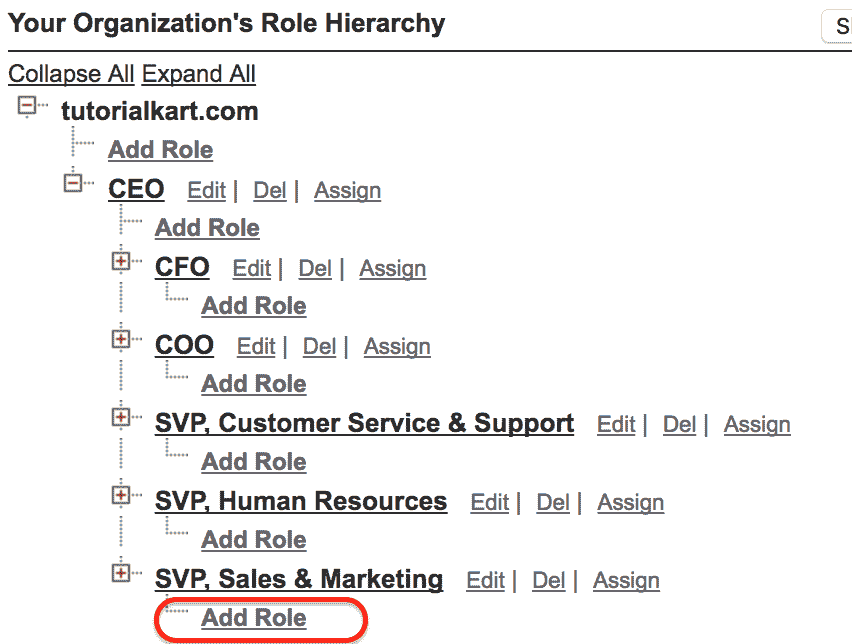 Your Organization's Role Hierarchy
Collapse All Expand All
tutorialkart.com
Add Role
CEO Edit | Del | Assign
Add Role
CFO Edit | Del | Assign
Add Role
COO Edit | Del | Assign
Add Role
SVP, Customer Service & Support Edit | Del | Assign
Add Role
SVP, Human Resources Edit | Del | Assign
Add Role
SVP, Sales & Marketing Edit | Del | Assign
Add Role